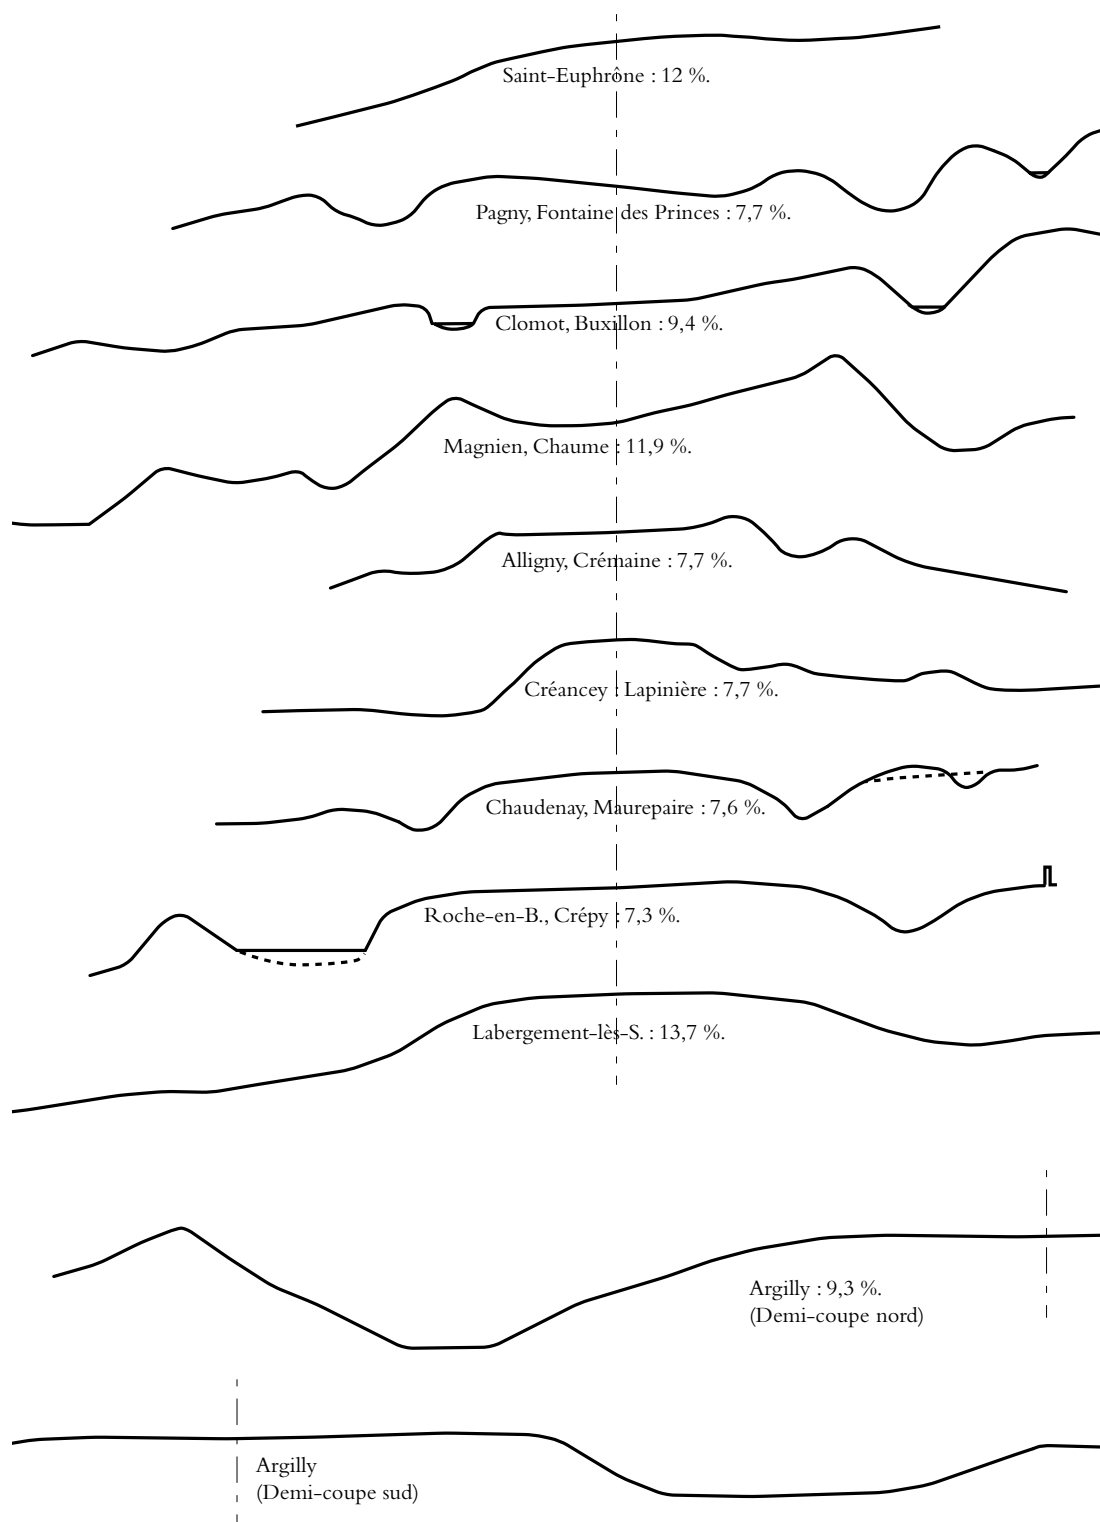 Saint-Euphrône : 12 %.
Pagny, Fontaine des Princes : 7,7 %.
Clomot, Buxillon : 9,4 %.
Magnien, Chaume : 11,9 %.
Alligny, Crémaine : 7,7 %.
Créancey : Lapinière : 7,7 %.
Chaudenay, Maurepaire : 7,6 %.
Roche-en-B., Crépy : 7,3 %.
Labergement-lès-S. : 13,7 %.
Argilly : 9,3 %.
(Demi-coupe nord)
Argilly
(Demi-coupe sud)